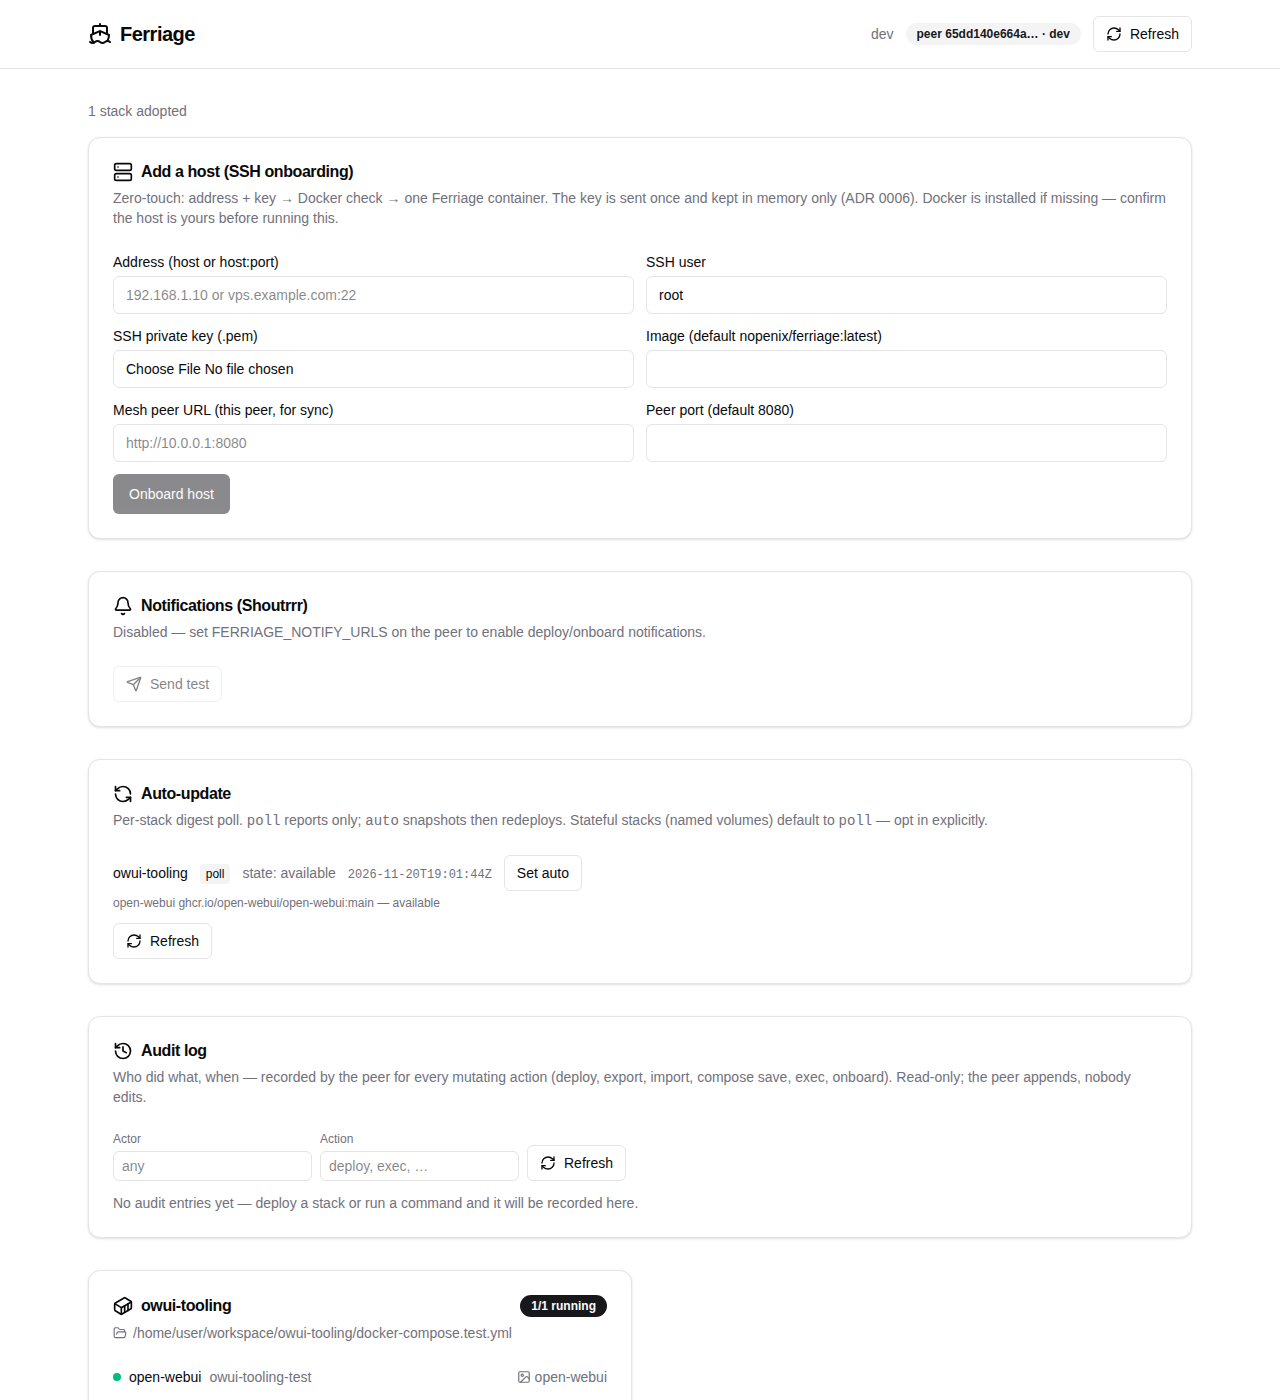 Ferriage
dev peer 65dd140e664a… · dev Refresh
1 stack adopted
Add a host (SSH onboarding)
Zero-touch: address + key → Docker check → one Ferriage container. The key is sent once and kept in memory only (ADR 0006). Docker is installed if missing — confirm
the host is yours before running this.
Address (host or host:port) SSH user
192.168.1.10 or vps.example.com:22 root
SSH private key (.pem) Image (default nopenix/ferriage:latest)
Choose File No file chosen
Mesh peer URL (this peer, for sync) Peer port (default 8080)
http://10.0.0.1:8080
Onboard host
Notifications (Shoutrrr)
Disabled — set FERRIAGE_NOTIFY_URLS on the peer to enable deploy/onboard notifications.
Send test
Auto-update
Per-stack digest poll. poll reports only; auto snapshots then redeploys. Stateful stacks (named volumes) default to poll — opt in explicitly.
owui-tooling poll state: available 2026-11-20T19:01:44Z Set auto
open-webui ghcr.io/open-webui/open-webui:main — available
Refresh
Audit log
Who did what, when — recorded by the peer for every mutating action (deploy, export, import, compose save, exec, onboard). Read-only; the peer appends, nobody
edits.
Actor Action
any deploy, exec, … Refresh
No audit entries yet — deploy a stack or run a command and it will be recorded here.
owui-tooling 1/1 running
/home/user/workspace/owui-tooling/docker-compose.test.yml
open-webui owui-tooling-test open-webui